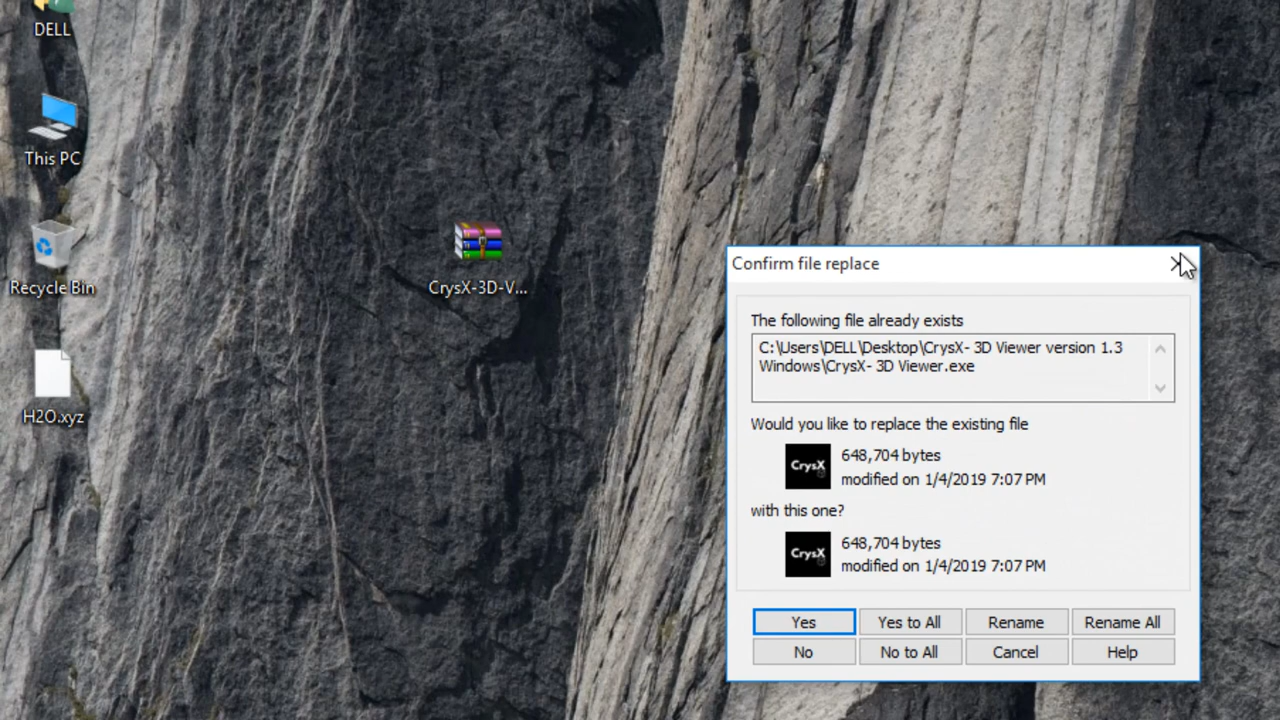 DELL
This PC
Recycle Bin
H2O.xyz
CrysX-3D-V...
Confirm file replace
The following file already exists
C:\Users\DELL\Desktop\CrysX- 3D Viewer version 1.3
Windows\CrysX- 3D Viewer.exe
Would you like to replace the existing file
CrysX
648,704 bytes
modified on 1/4/2019 7:07 PM
with this one?
CrysX
648,704 bytes
modified on 1/4/2019 7:07 PM
Yes Yes to All Rename Rename All
No No to All Cancel Help